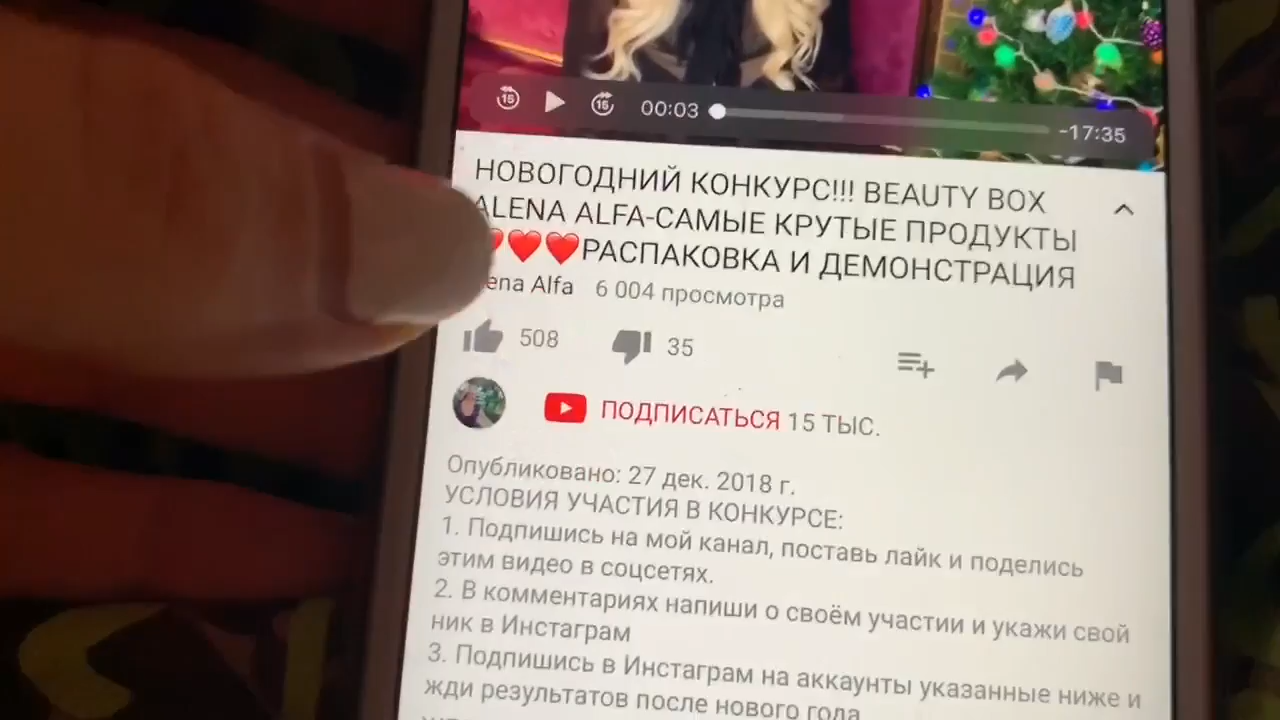 15 15 00:03 -17:35
НОВОГОДНИЙ КОНКУРС!!! BEAUTY BOX
ALENA ALFA-САМЫЕ КРУТЫЕ ПРОДУКТЫ
❤️❤️❤️РАСПАКОВКА И ДЕМОНСТРАЦИЯ
ena Alfa 6 004 просмотра
508 35
ПОДПИСАТЬСЯ 15 ТЫС.
Опубликовано: 27 дек. 2018 г.
УСЛОВИЯ УЧАСТИЯ В КОНКУРСЕ:
1. Подпишись на мой канал, поставь лайк и поделись
этим видео в соцсетях.
2. В комментариях напиши о своём участии и укажи свой
ник в Инстаграм
3. Подпишись в Инстаграм на аккаунты указанные ниже и
жди результатов после нового года